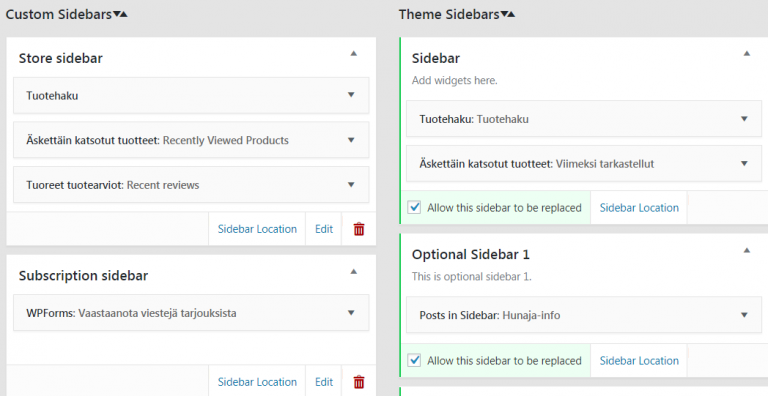 Custom Sidebars
Store sidebar
Tuotehaku
Äskettäin katsotut tuotteet: Recently Viewed Products
Tuoreet tuotearviot: Recent reviews
Sidebar Location
Edit
Subscription sidebar
WPForms: Vaastaanota viestejä tarjouksista
Sidebar Location
Edit
Theme Sidebars
Sidebar
Add widgets here.
Tuotehaku: Tuotehaku
Äskettäin katsotut tuotteet: Viimeksi tarkastellut
Allow this sidebar to be replaced
Sidebar Location
Optional Sidebar 1
This is optional sidebar 1.
Posts in Sidebar: Hunaja-info
Allow this sidebar to be replaced
Sidebar Location